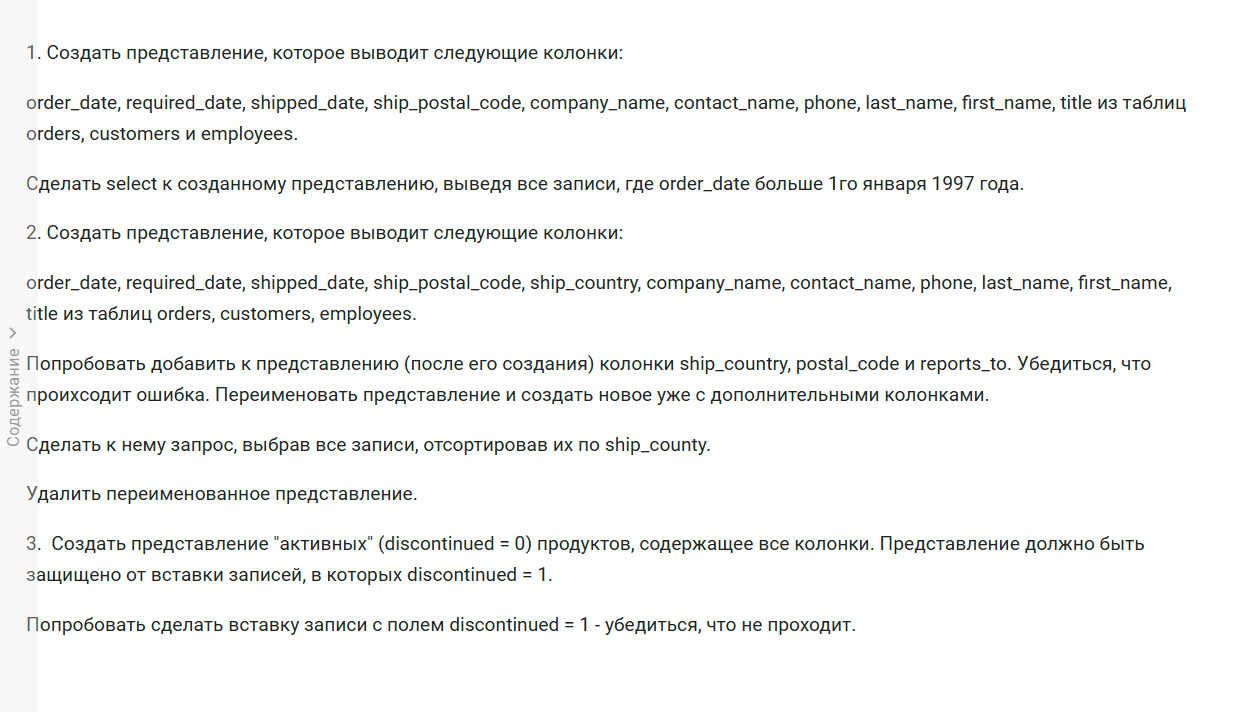 1. Создать представление, которое выводит следующие колонки:
order_date, required_date, shipped_date, ship_postal_code, company_name, contact_name, phone, last_name, first_name, title из таблиц
orders, customers и employees.
Сделать select к созданному представлению, выведя все записи, где order_date больше 1го января 1997 года.
2. Создать представление, которое выводит следующие колонки:
order_date, required_date, shipped_date, ship_postal_code, ship_country, company_name, contact_name, phone, last_name, first_name,
title из таблиц orders, customers, employees.
Попробовать добавить к представлению (после его создания) колонки ship_country, postal_code и reports_to. Убедиться, что
проихсодит ошибка. Переименовать представление и создать новое уже с дополнительными колонками.
Сделать к нему запрос, выбрав все записи, отсортировав их по ship_county.
Удалить переименованное представление.
3.  Создать представление "активных" (discontinued = 0) продуктов, содержащее все колонки. Представление должно быть
защищено от вставки записей, в которых discontinued = 1.
Попробовать сделать вставку записи с полем discontinued = 1 - убедиться, что не проходит.
Содержание